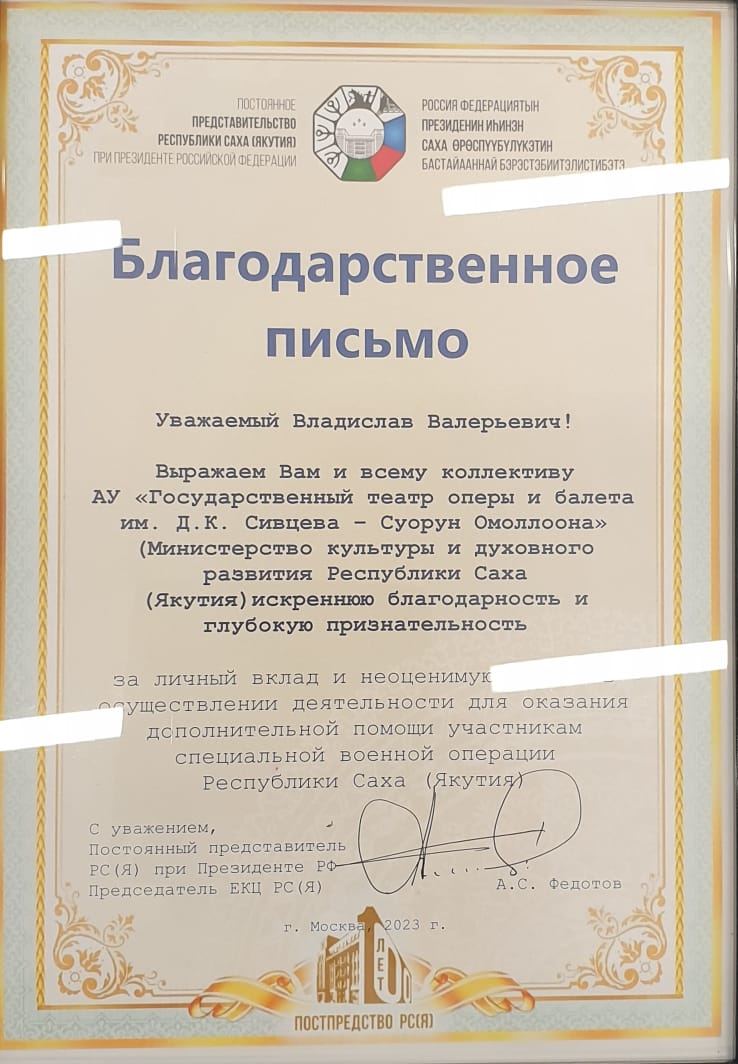 ПОСТОЯННОЕ
ПРЕДСТАВИТЕЛЬСТВО
РЕСПУБЛИКИ САХА (ЯКУТИЯ)
ПРИ ПРЕЗИДЕНТЕ РОССИЙСКОЙ ФЕДЕРАЦИИ
РОССИЯ ФЕДЕРАЦИЯТЫН
ПРЕЗИДЕНИН ИҺИНЭН
САХА ӨРӨСПҮҮБҮЛҮКЭТИН
БАСТАЙААННАЙ БЭРЭСТЭБИИТЭЛИСТИБЭТЭ
Благодарственное
письмо
Уважаемый Владислав Валерьевич!
Выражаем Вам и всему коллективу
АУ «Государственный театр оперы и балета
им. Д.К. Сивцева – Суорун Омоллоона»
(Министерство культуры и духовного
развития Республики Саха
(Якутия)искреннюю благодарность и
глубокую признательность
за личный вклад и неоценимую
осуществлении деятельности для оказания
дополнительной помощи участникам
специальной военной операции
Республики Саха (Якутия)
С уважением,
Постоянный представитель
РС(Я) при Президенте РФ
Председатель ЕКЦ РС(Я)
А.С. Федотов
г. Москва, 2023 г.
ЛЕТ
ПОСТПРЕДСТВО РС(Я)